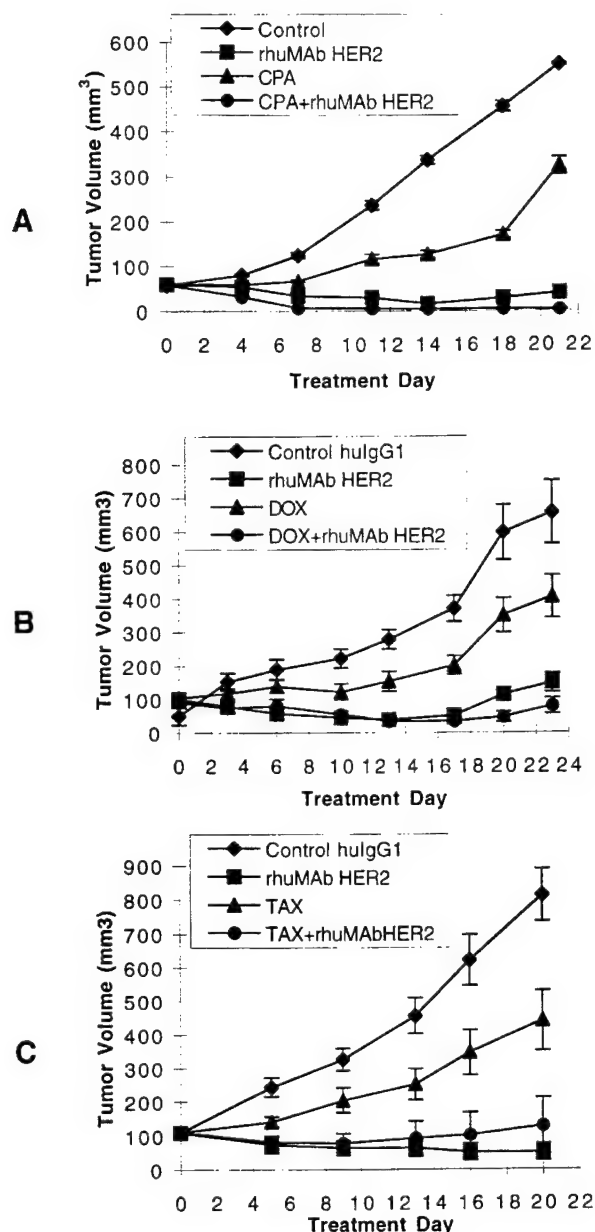 A
Control
rhuMAb HER2
CPA
CPA+rhuMAb HER2
Tumor Volume (mm3)
600
500
400
300
200
100
0
0 2 4 6 8 10 12 14 16 18 20 22
Treatment Day
B
Control huIgG1
rhuMAb HER2
DOX
DOX+rhuMAb HER2
Tumor Volume (mm3)
800
700
600
500
400
300
200
100
0
0 2 4 6 8 10 12 14 16 18 20 22 24
Treatment Day
C
Control huIgG1
rhuMAb HER2
TAX
TAX+rhuMAbHER2
Tumor Volume (mm3)
900
800
700
600
500
400
300
200
100
0
0 2 4 6 8 10 12 14 16 18 20 22
Treatment Day